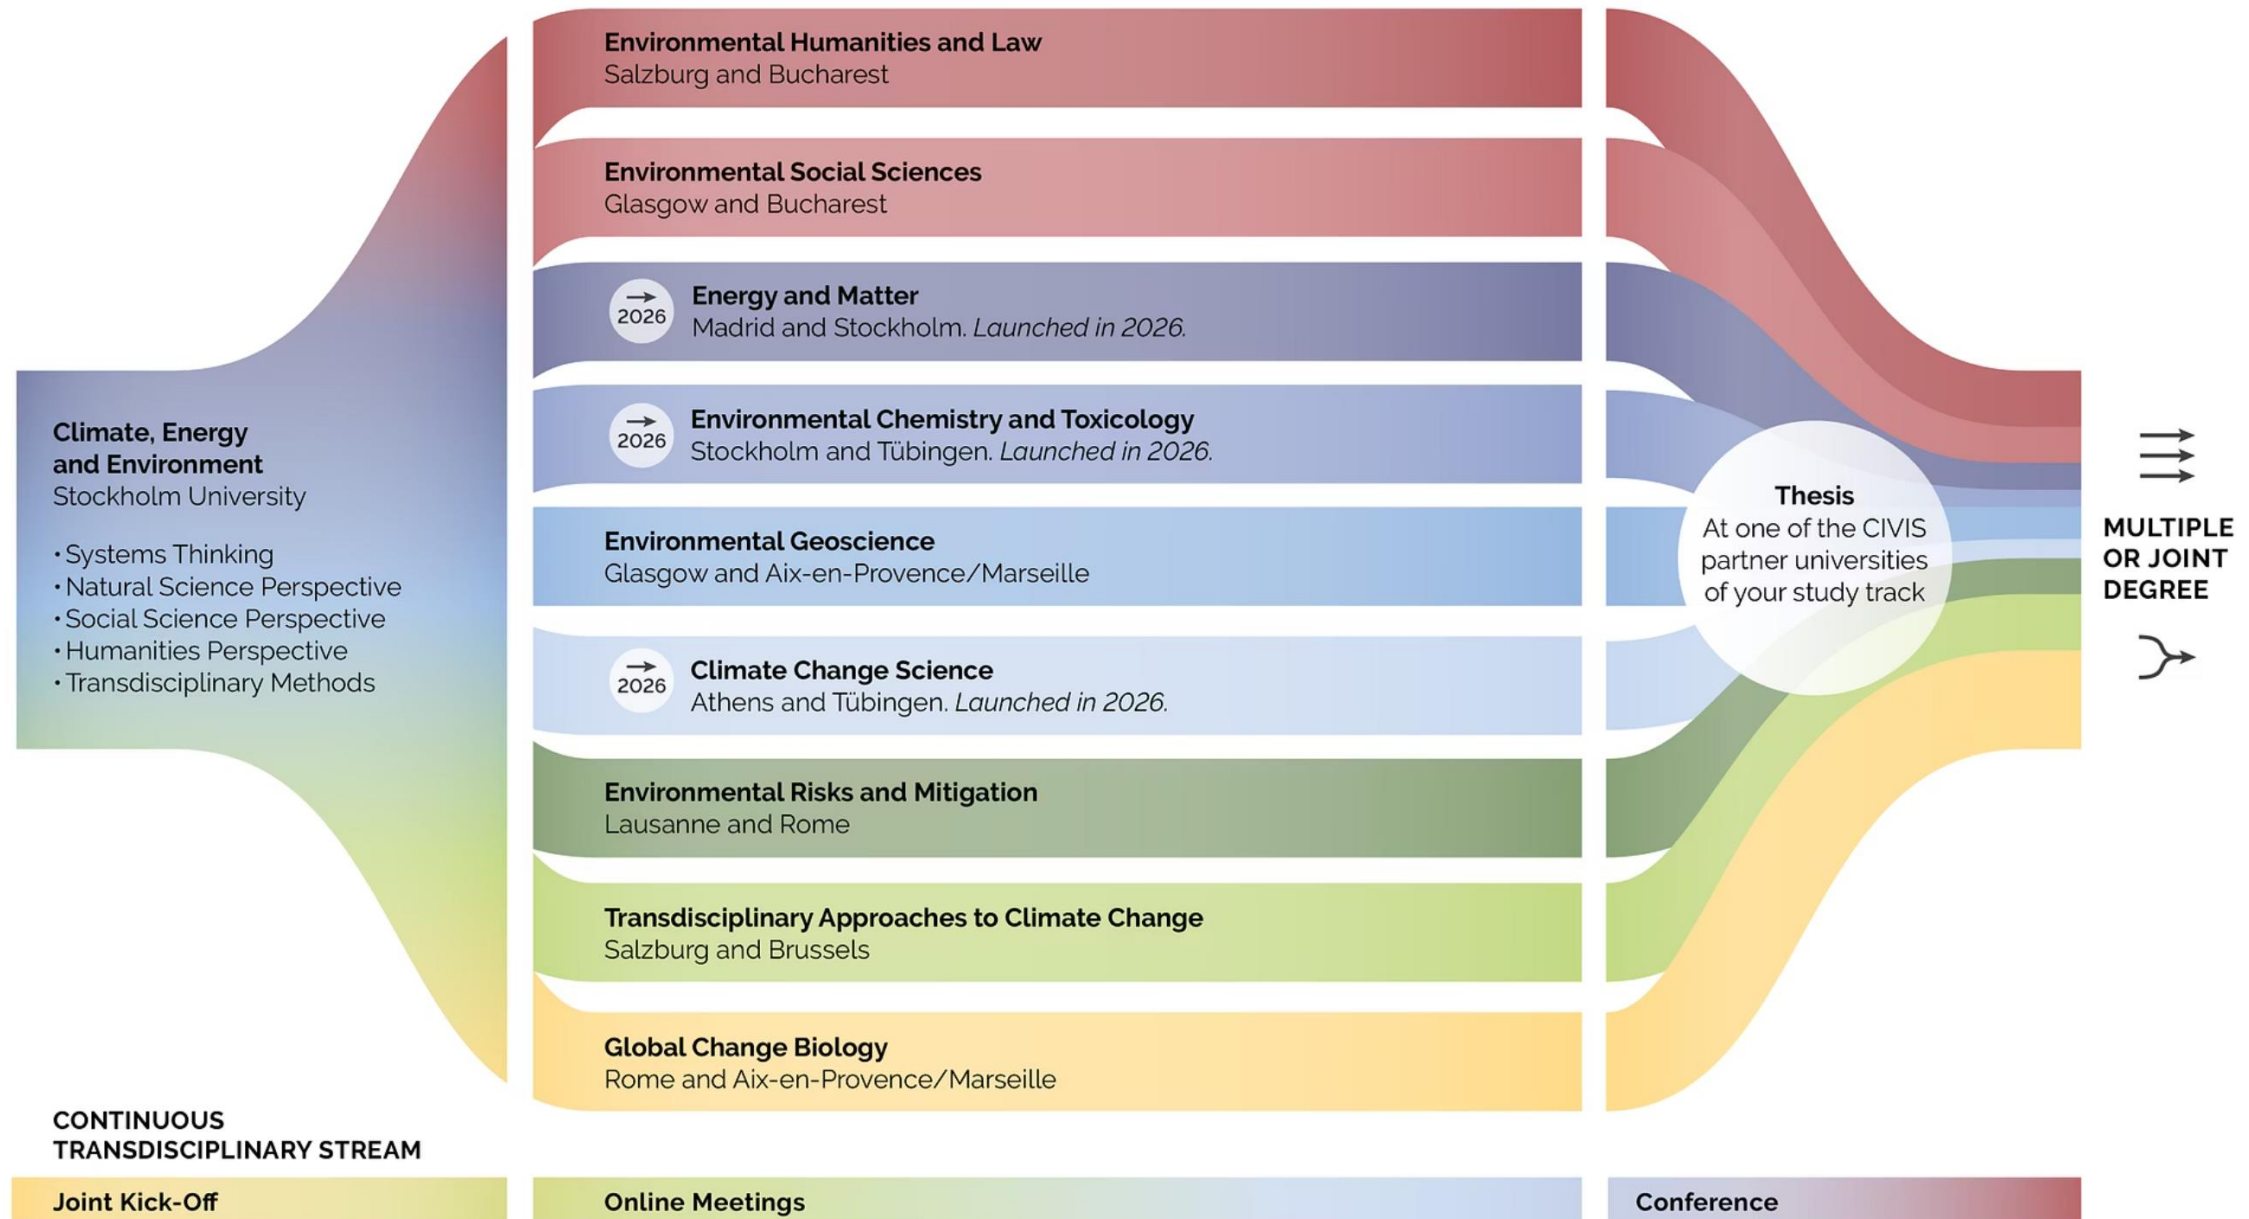 Environmental Humanities and Law
Salzburg and Bucharest
Environmental Social Sciences
Glasgow and Bucharest
2026
Energy and Matter
Madrid and Stockholm. Launched in 2026.
2026
Environmental Chemistry and Toxicology
Stockholm and Tübingen. Launched in 2026.
Environmental Geoscience
Glasgow and Aix-en-Provence/Marseille
2026
Climate Change Science
Athens and Tübingen. Launched in 2026.
Environmental Risks and Mitigation
Lausanne and Rome
Transdisciplinary Approaches to Climate Change
Salzburg and Brussels
Global Change Biology
Rome and Aix-en-Provence/Marseille
Climate, Energy
and Environment
Stockholm University
• Systems Thinking
• Natural Science Perspective
• Social Science Perspective
• Humanities Perspective
• Transdisciplinary Methods
Thesis
At one of the CIVIS
partner universities
of your study track
MULTIPLE
OR JOINT
DEGREE
CONTINUOUS
TRANSDISCIPLINARY STREAM
Joint Kick-Off
Online Meetings
Conference